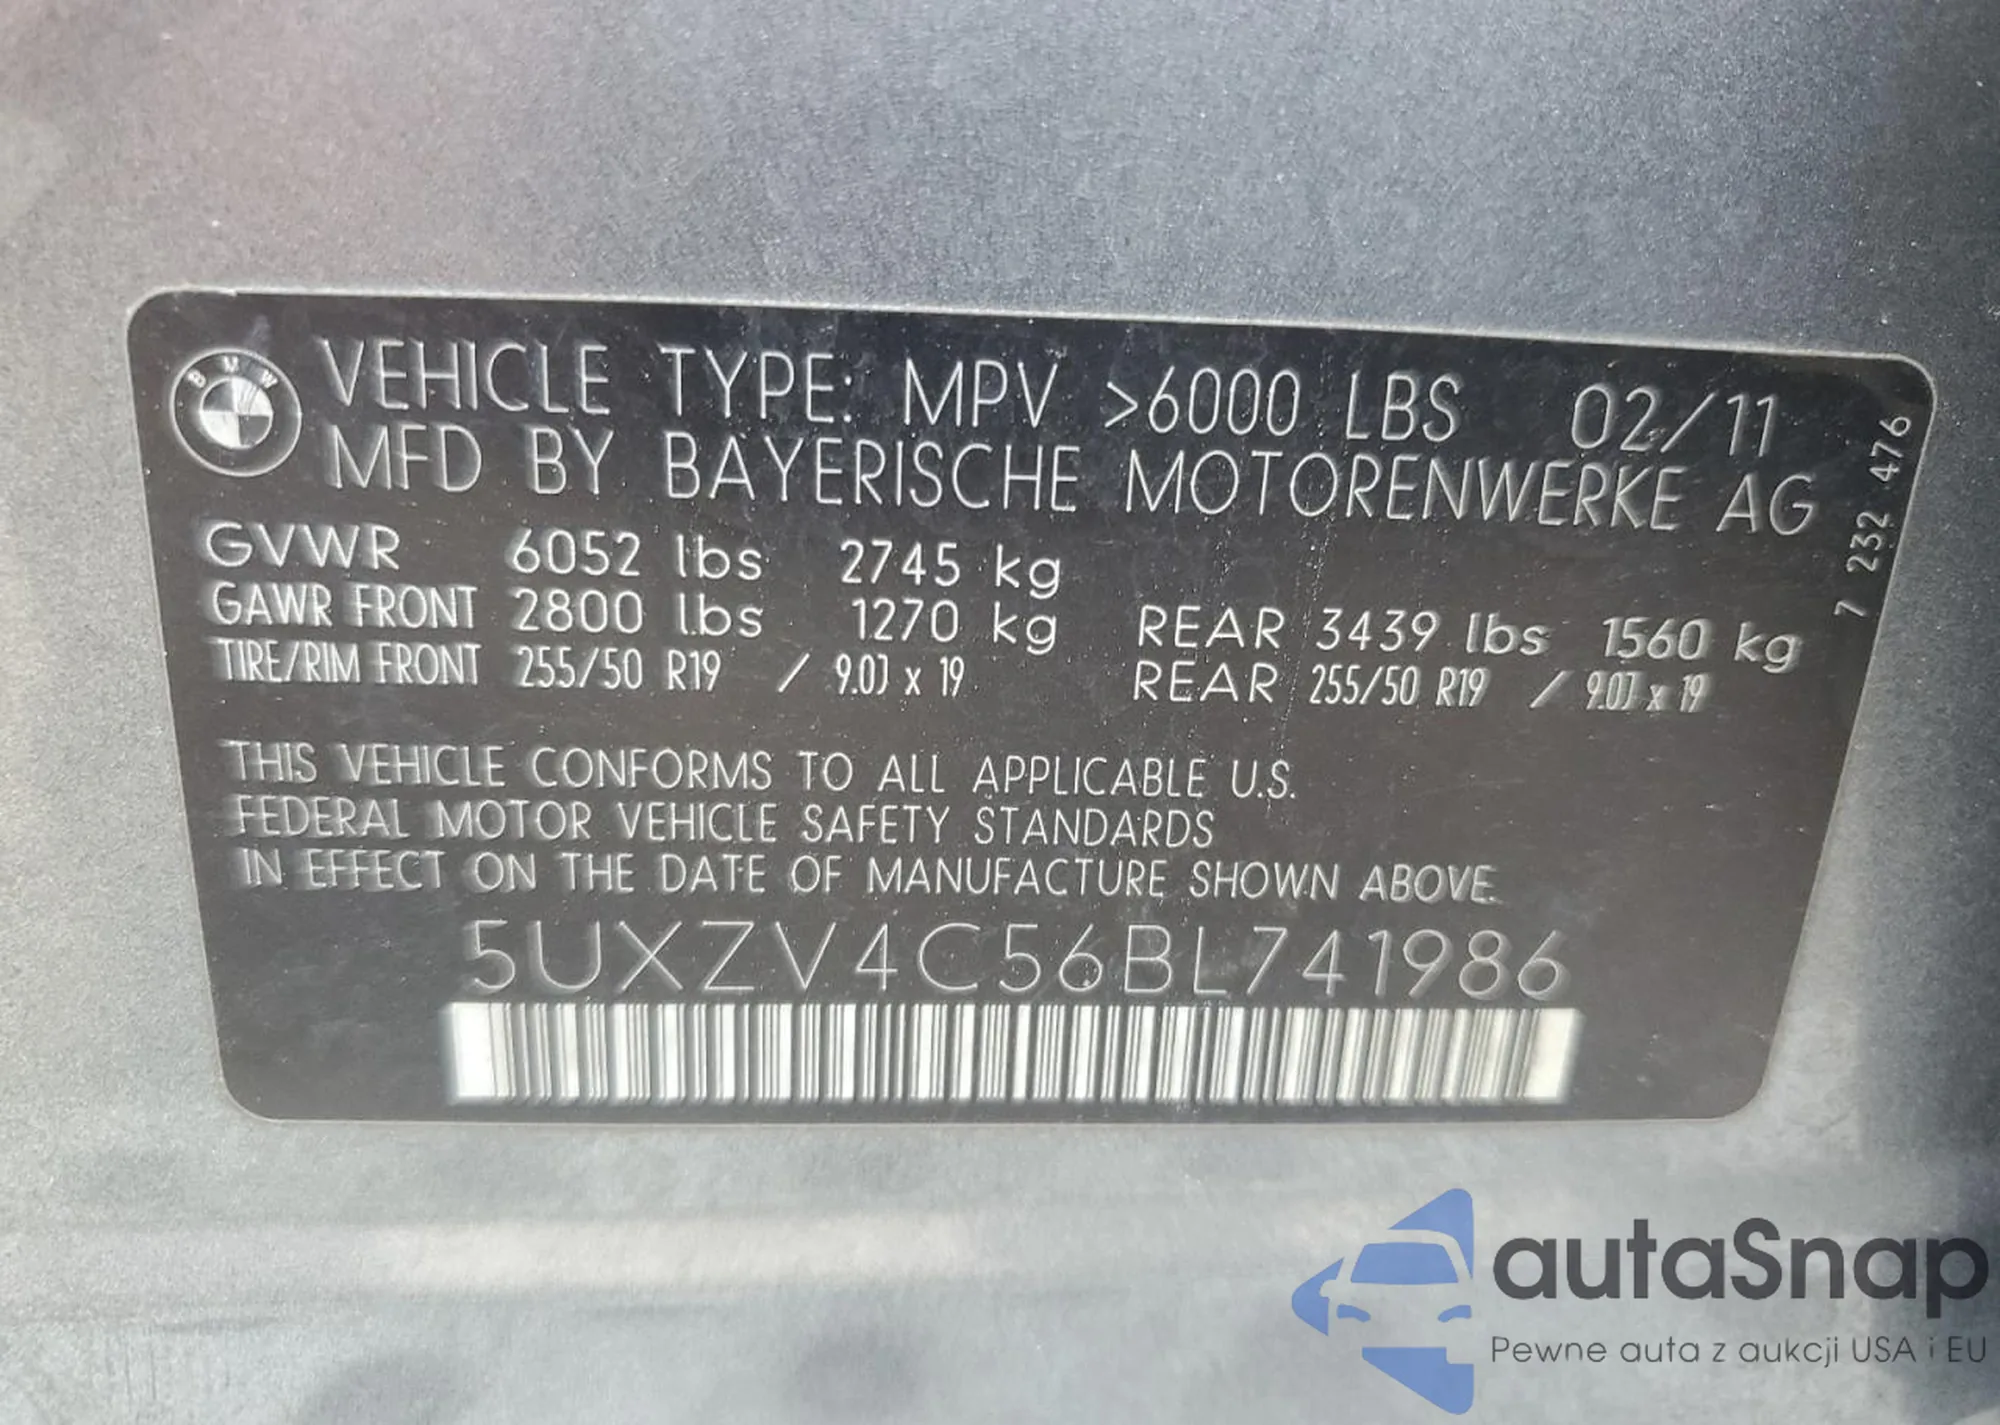 BMW
VEHICLE TYPE: MPV >6000 LBS 02/11
MFD BY BAYERISCHE MOTORENWERKE AG
GVWR 6052 lbs 2745 kg
GAWR FRONT 2800 lbs 1270 kg REAR 3439 lbs 1560 kg
TIRE/RIM FRONT 255/50 R19 / 9.0J x 19 REAR 255/50 R19 / 9.0J x 19
7 232 476
THIS VEHICLE CONFORMS TO ALL APPLICABLE U.S.
FEDERAL MOTOR VEHICLE SAFETY STANDARDS
IN EFFECT ON THE DATE OF MANUFACTURE SHOWN ABOVE.
5UXZV4C56BL741986
autaSnap
Pewne auta z aukcji USA i EU